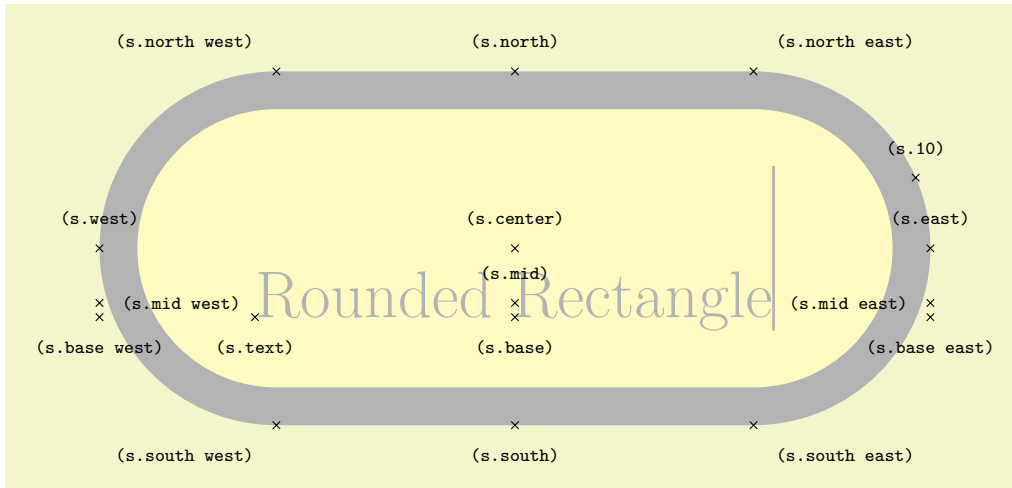 (s.north west) (s.north) (s.north east)
(s.10)
(s.west) (s.center) (s.east)
(s.mid)
Rounded Rectangle
(s.mid west) (s.mid east)
(s.base west) (s.text) (s.base) (s.base east)
(s.south west) (s.south) (s.south east)